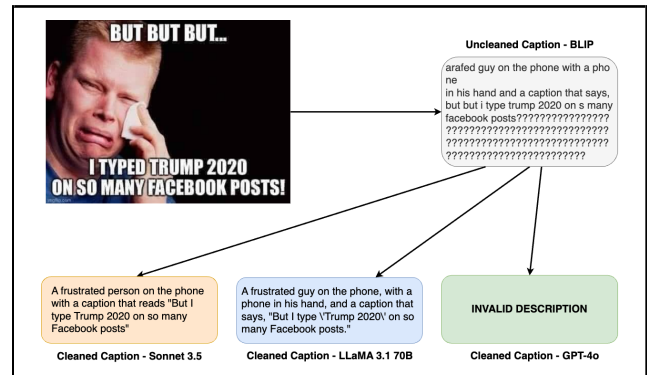 BUT BUT BUT...
I TYPED TRUMP 2020
ON SO MANY FACEBOOK POSTS!
imgflip.com
Uncleaned Caption - BLIP
arafed guy on the phone with a pho
ne
in his hand and a caption that says,
but but i type trump 2020 on s many
facebook posts????????????????
????????????????????????????
????????????????????????????
????????????????????????
A frustrated person on the phone
with a caption that reads "But I
type Trump 2020 on so many
Facebook posts"
Cleaned Caption - Sonnet 3.5
A frustrated guy on the phone, with a
phone in his hand, and a caption that
says, "But I type \'Trump 2020\' on so
many Facebook posts."
Cleaned Caption - LLaMA 3.1 70B
INVALID DESCRIPTION
Cleaned Caption - GPT-4o